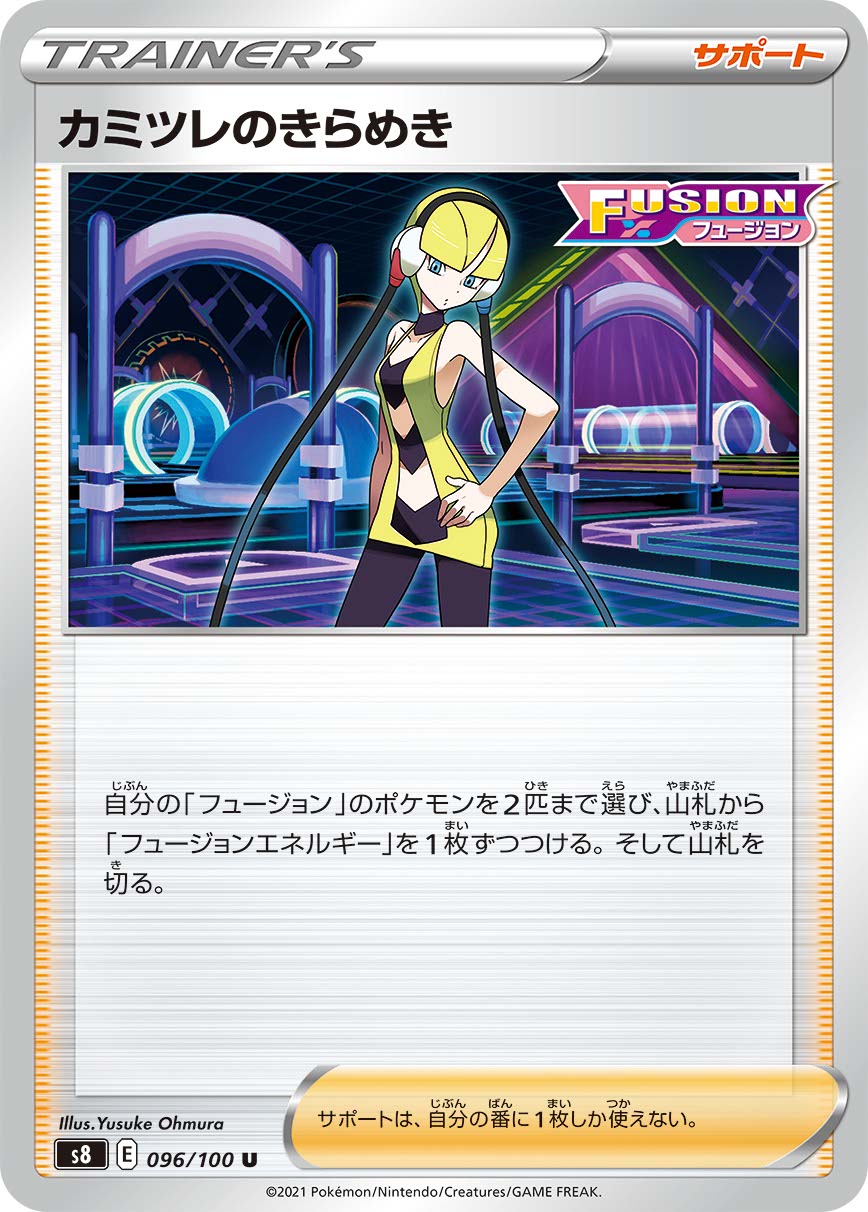 TRAINER'S
サポート
カミツレのきらめき
FUSION
フュージョン
自分の「フュージョン」のポケモンを2匹まで選び、山札から
「フュージョンエネルギー」を1枚ずつつける。そして山札を
切る。
サポートは、自分の番に1枚しか使えない。
Illus.Yusuke Ohmura
s8 E 096/100 U
©2021 Pokémon/Nintendo/Creatures/GAME FREAK.